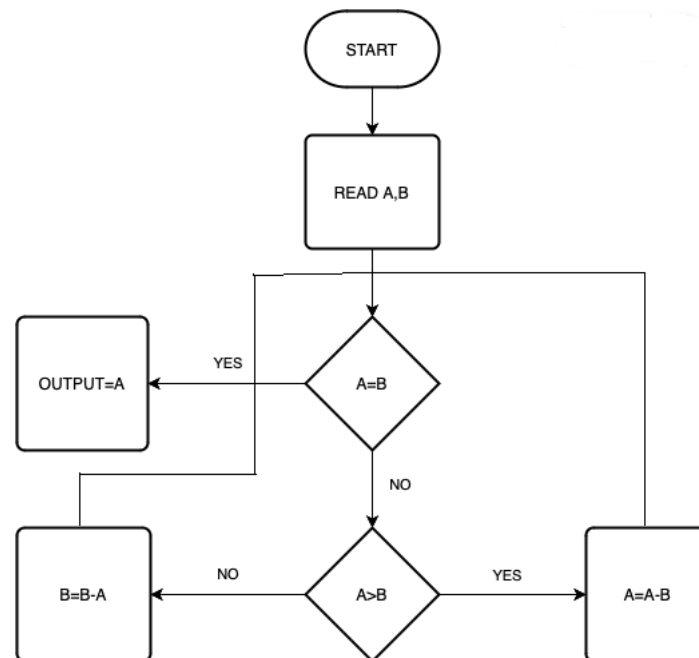 START
READ A,B
A=B
YES
OUTPUT=A
NO
A>B
NO
B=B-A
YES
A=A-B